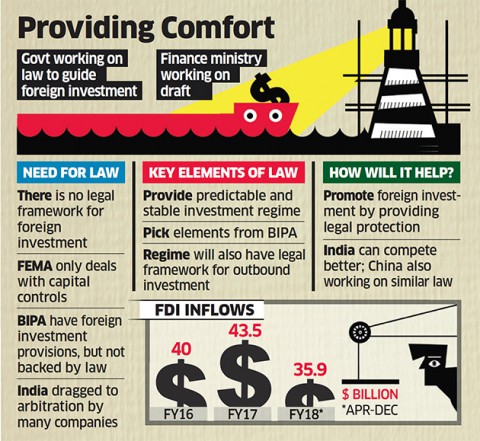 Providing Comfort
Govt working on
law to guide
foreign investment
Finance ministry
working on
draft
$
NEED FOR LAW
There is no legal
framework for
foreign
investment
FEMA only deals
with capital
controls
BIPA have foreign
investment
provisions, but not
backed by law
India dragged to
arbitration by
many companies
KEY ELEMENTS OF LAW
Provide predictable and
stable investment regime
Pick elements from BIPA
Regime will also have legal
framework for outbound
investment
HOW WILL IT HELP?
Promote foreign invest-
ment by providing
legal protection
India can compete
better; China also
working on similar law
FDI INFLOWS
40
43.5
35.9
$ $ $
FY16
FY17
FY18*
$ BILLION
*APR-DEC